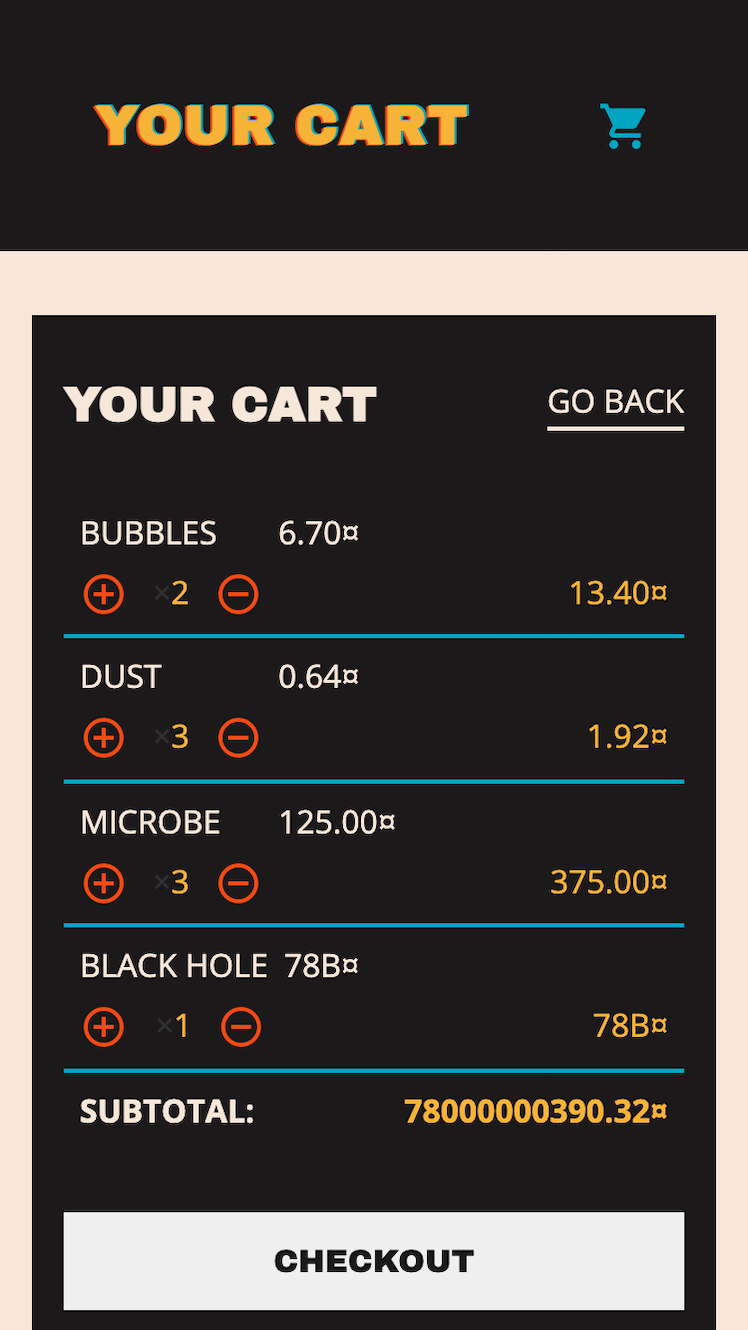 YOUR CART
YOUR CART GO BACK
BUBBLES 6.70¤
×2 13.40¤
DUST 0.64¤
×3 1.92¤
MICROBE 125.00¤
×3 375.00¤
BLACK HOLE 78B¤
×1 78B¤
SUBTOTAL: 78000000390.32¤
CHECKOUT